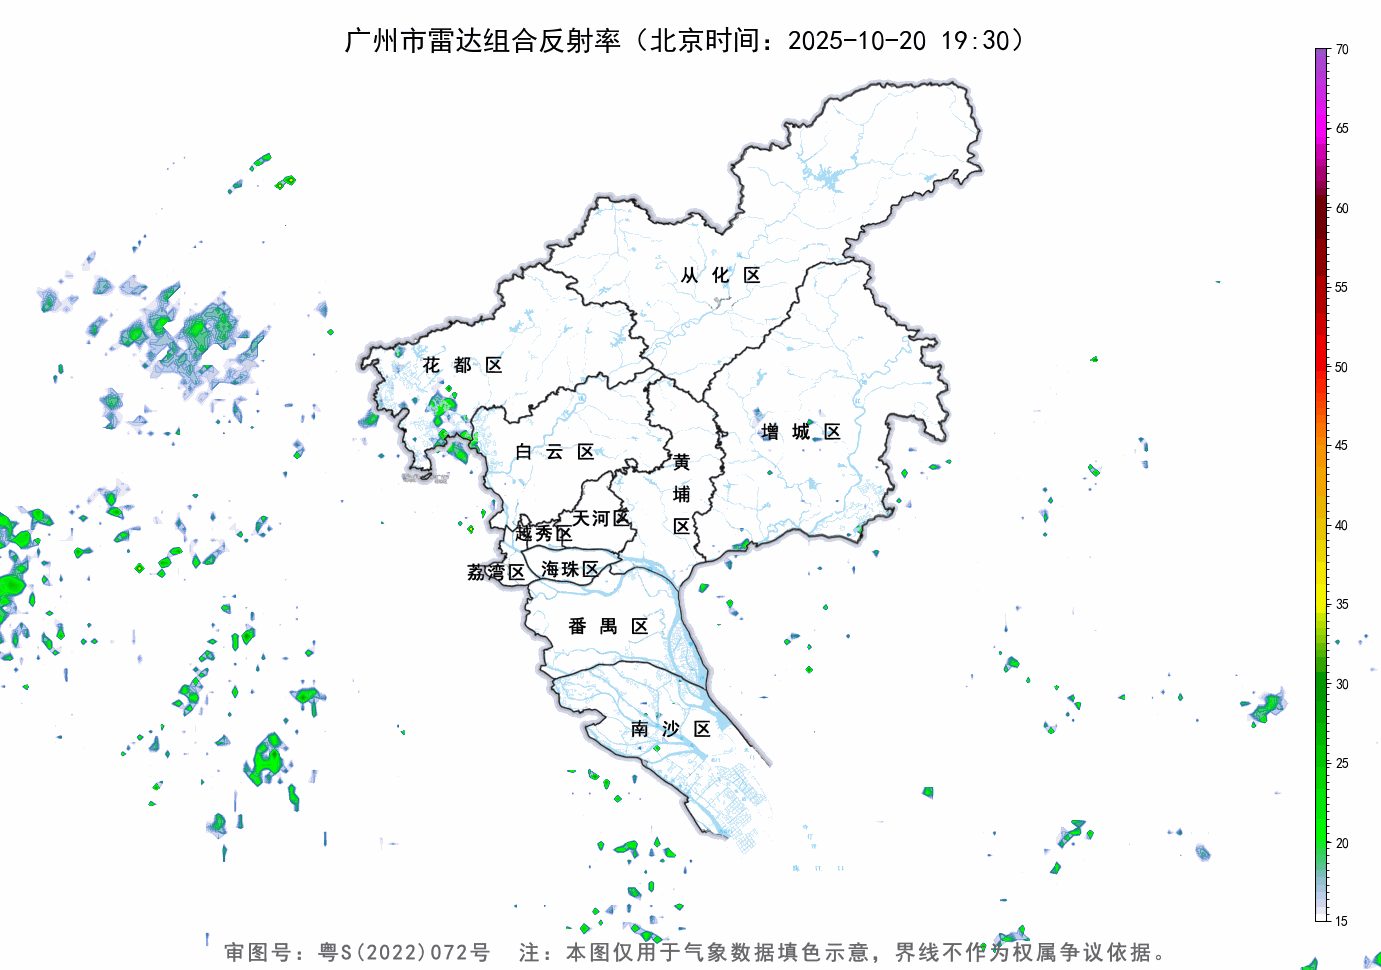 广州市雷达组合反射率（北京时间：2025-10-20 19:30）
70
65
60
55
50
45
40
35
30
25
20
15
从化区
花都区
增城区
白云区
黄埔区
天河区
越秀区
荔湾区
海珠区
番禺区
南沙区
审图号：粤S(2022)072号 注：本图仅用于气象数据填色示意，界线不作为权属争议依据。